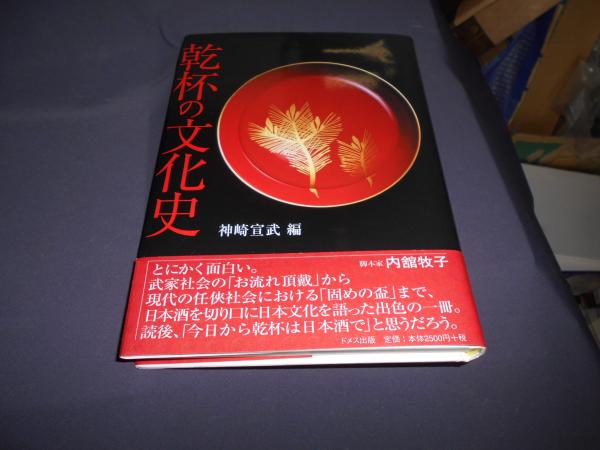 乾杯の文化史
神崎宣武 編
「とにかく面白い。
脚本家 内舘牧子
武家社会の「お流れ頂戴」から
現代の任俠社会における「固めの盃」まで、
日本酒を切り口に日本文化を語った出色の一冊。
読後、「今日から乾杯は日本酒で」と思うだろう。
ドメス出版 定価:本体2500円+税